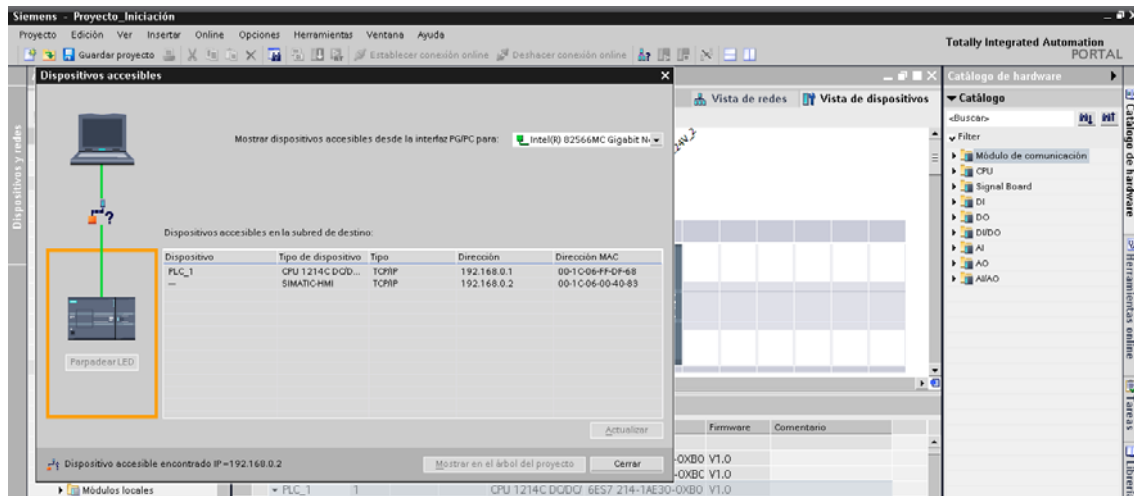 Siemens - Proyecto_Iniciación
Proyecto Edición Ver Insertar Online Opciones Herramientas Ventana Ayuda
Guardar proyecto Establecer conexión online Deshacer conexión online
Totally Integrated Automation
PORTAL
Dispositivos accesibles
Catálogo de hardware
Vista de redes Vista de dispositivos
Catálogo
<Buscar>
Filter
Mostrar dispositivos accesibles desde la interfaz PG/PC para: Intel(R) 82566MC Gigabit N
Módulo de comunicación
CPU
Signal Board
DI
DO
DI/DO
AI
AO
AI/AO
Dispositivos y redes
?
Dispositivos accesibles en la subred de destino:
Dispositivo Tipo de dispositivo Tipo Dirección Dirección MAC
PLC_1 CPU 1214C DC/D... TCP/IP 192.168.0.1 00-1C-06-FF-DF-68
— SIMATIC-HMI TCP/IP 192.168.0.2 00-1C-06-00-40-83
Parpadear LED
Actualizar
Firmware Comentario
Dispositivo accesible encontrado IP=192.168.0.2
Mostrar en el árbol del proyecto Cerrar
-0XB0 V1.0
-0XBC V1.0
Módulos locales PLC_1 1 CPU 1214C DC/DC/ 6ES7 214-1AE30-0XB0 V1.0
Catálogo de hardware
Herramientas online
Tareas
Librerí